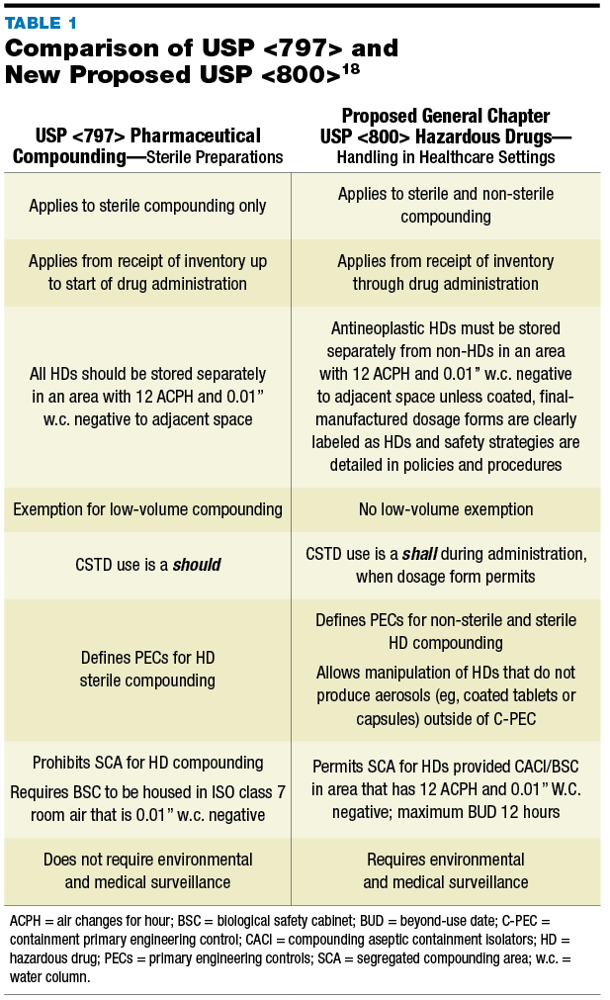 TABLE 1
Comparison of USP <797> and
New Proposed USP <800>18
USP <797> Pharmaceutical
Compounding—Sterile Preparations
Proposed General Chapter
USP <800> Hazardous Drugs—
Handling in Healthcare Settings
Applies to sterile compounding only
Applies to sterile and non-sterile
compounding
Applies from receipt of inventory up
to start of drug administration
Applies from receipt of inventory
through drug administration
All HDs should be stored separately
in an area with 12 ACPH and 0.01”
w.c. negative to adjacent space
Antineoplastic HDs must be stored
separately from non-HDs in an area
with 12 ACPH and 0.01” w.c. negative
to adjacent space unless coated, final-
manufactured dosage forms are clearly
labeled as HDs and safety strategies are
detailed in policies and procedures
Exemption for low-volume compounding
No low-volume exemption
CSTD use is a should
CSTD use is a shall during administration,
when dosage form permits
Defines PECs for HD
sterile compounding
Defines PECs for non-sterile and sterile
HD compounding
Allows manipulation of HDs that do not
produce aerosols (eg, coated tablets or
capsules) outside of C-PEC
Prohibits SCA for HD compounding
Requires BSC to be housed in ISO class 7
room air that is 0.01” w.c. negative
Permits SCA for HDs provided CACI/BSC
in area that has 12 ACPH and 0.01” W.C.
negative; maximum BUD 12 hours
Does not require environmental
and medical surveillance
Requires environmental
and medical surveillance
ACPH = air changes for hour; BSC = biological safety cabinet; BUD = beyond-use date; C-PEC =
containment primary engineering control; CACI = compounding aseptic containment isolators; HD =
hazardous drug; PECs = primary engineering controls; SCA = segregated compounding area; w.c. =
water column.